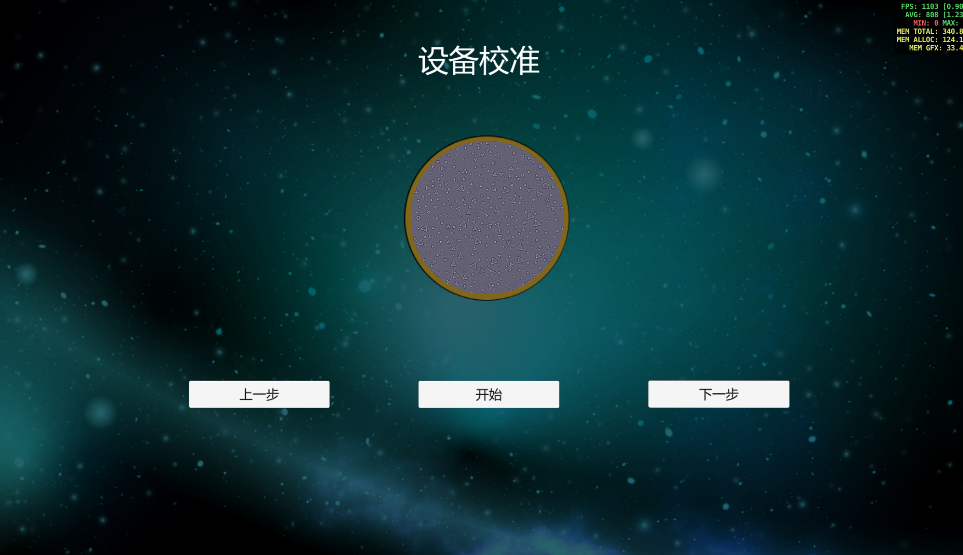 FPS: 1103 [0.90
AVG: 808 [1.23
MIN: 0 MAX:
MEM TOTAL: 340.8
MEM ALLOC: 124.1
MEM GFX: 33.4
设备校准
上一步
开始
下一步